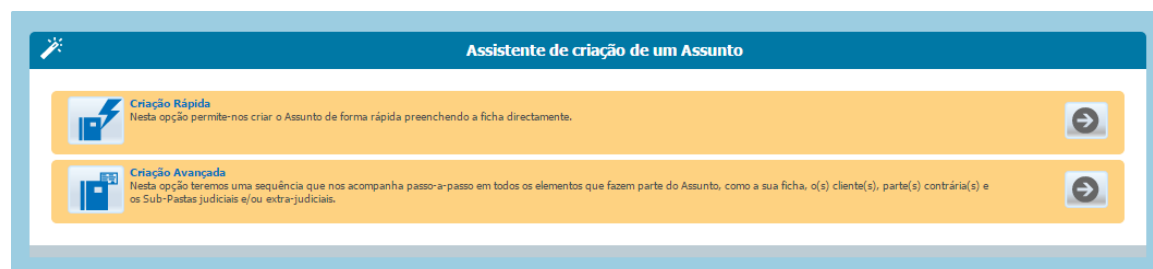 Assistente de criação de um Assunto
Criação Rápida
Nesta opção permite-nos criar o Assunto de forma rápida preenchendo a ficha directamente.
Criação Avançada
Nesta opção teremos uma sequência que nos acompanha passo-a-passo em todos os elementos que fazem parte do Assunto, como a sua ficha, o(s) cliente(s), parte(s) contrária(s) e
os Sub-Pastas judiciais e/ou extra-judiciais.